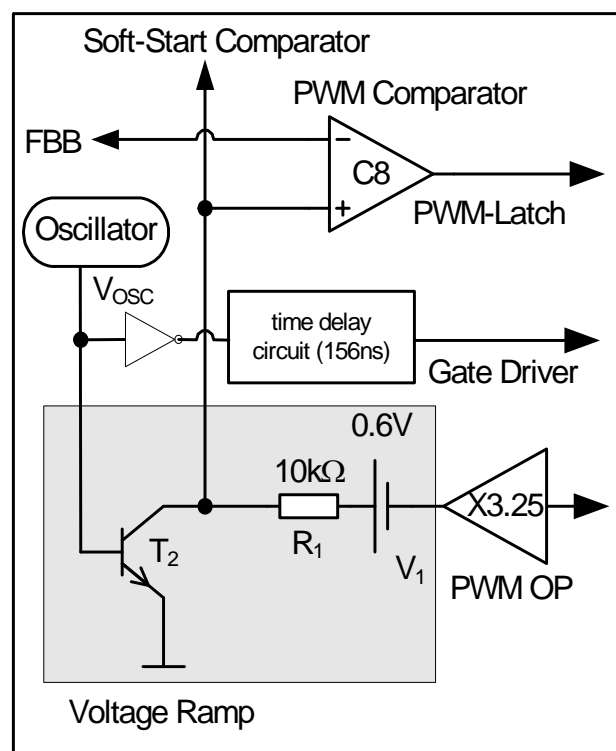 Soft-Start Comparator
PWM Comparator
FBB
C8
PWM-Latch
Oscillator
VOSC
time delay
circuit (156ns)
Gate Driver
0.6V
10kΩ
X3.25
R1
T2
V1
PWM OP
Voltage Ramp